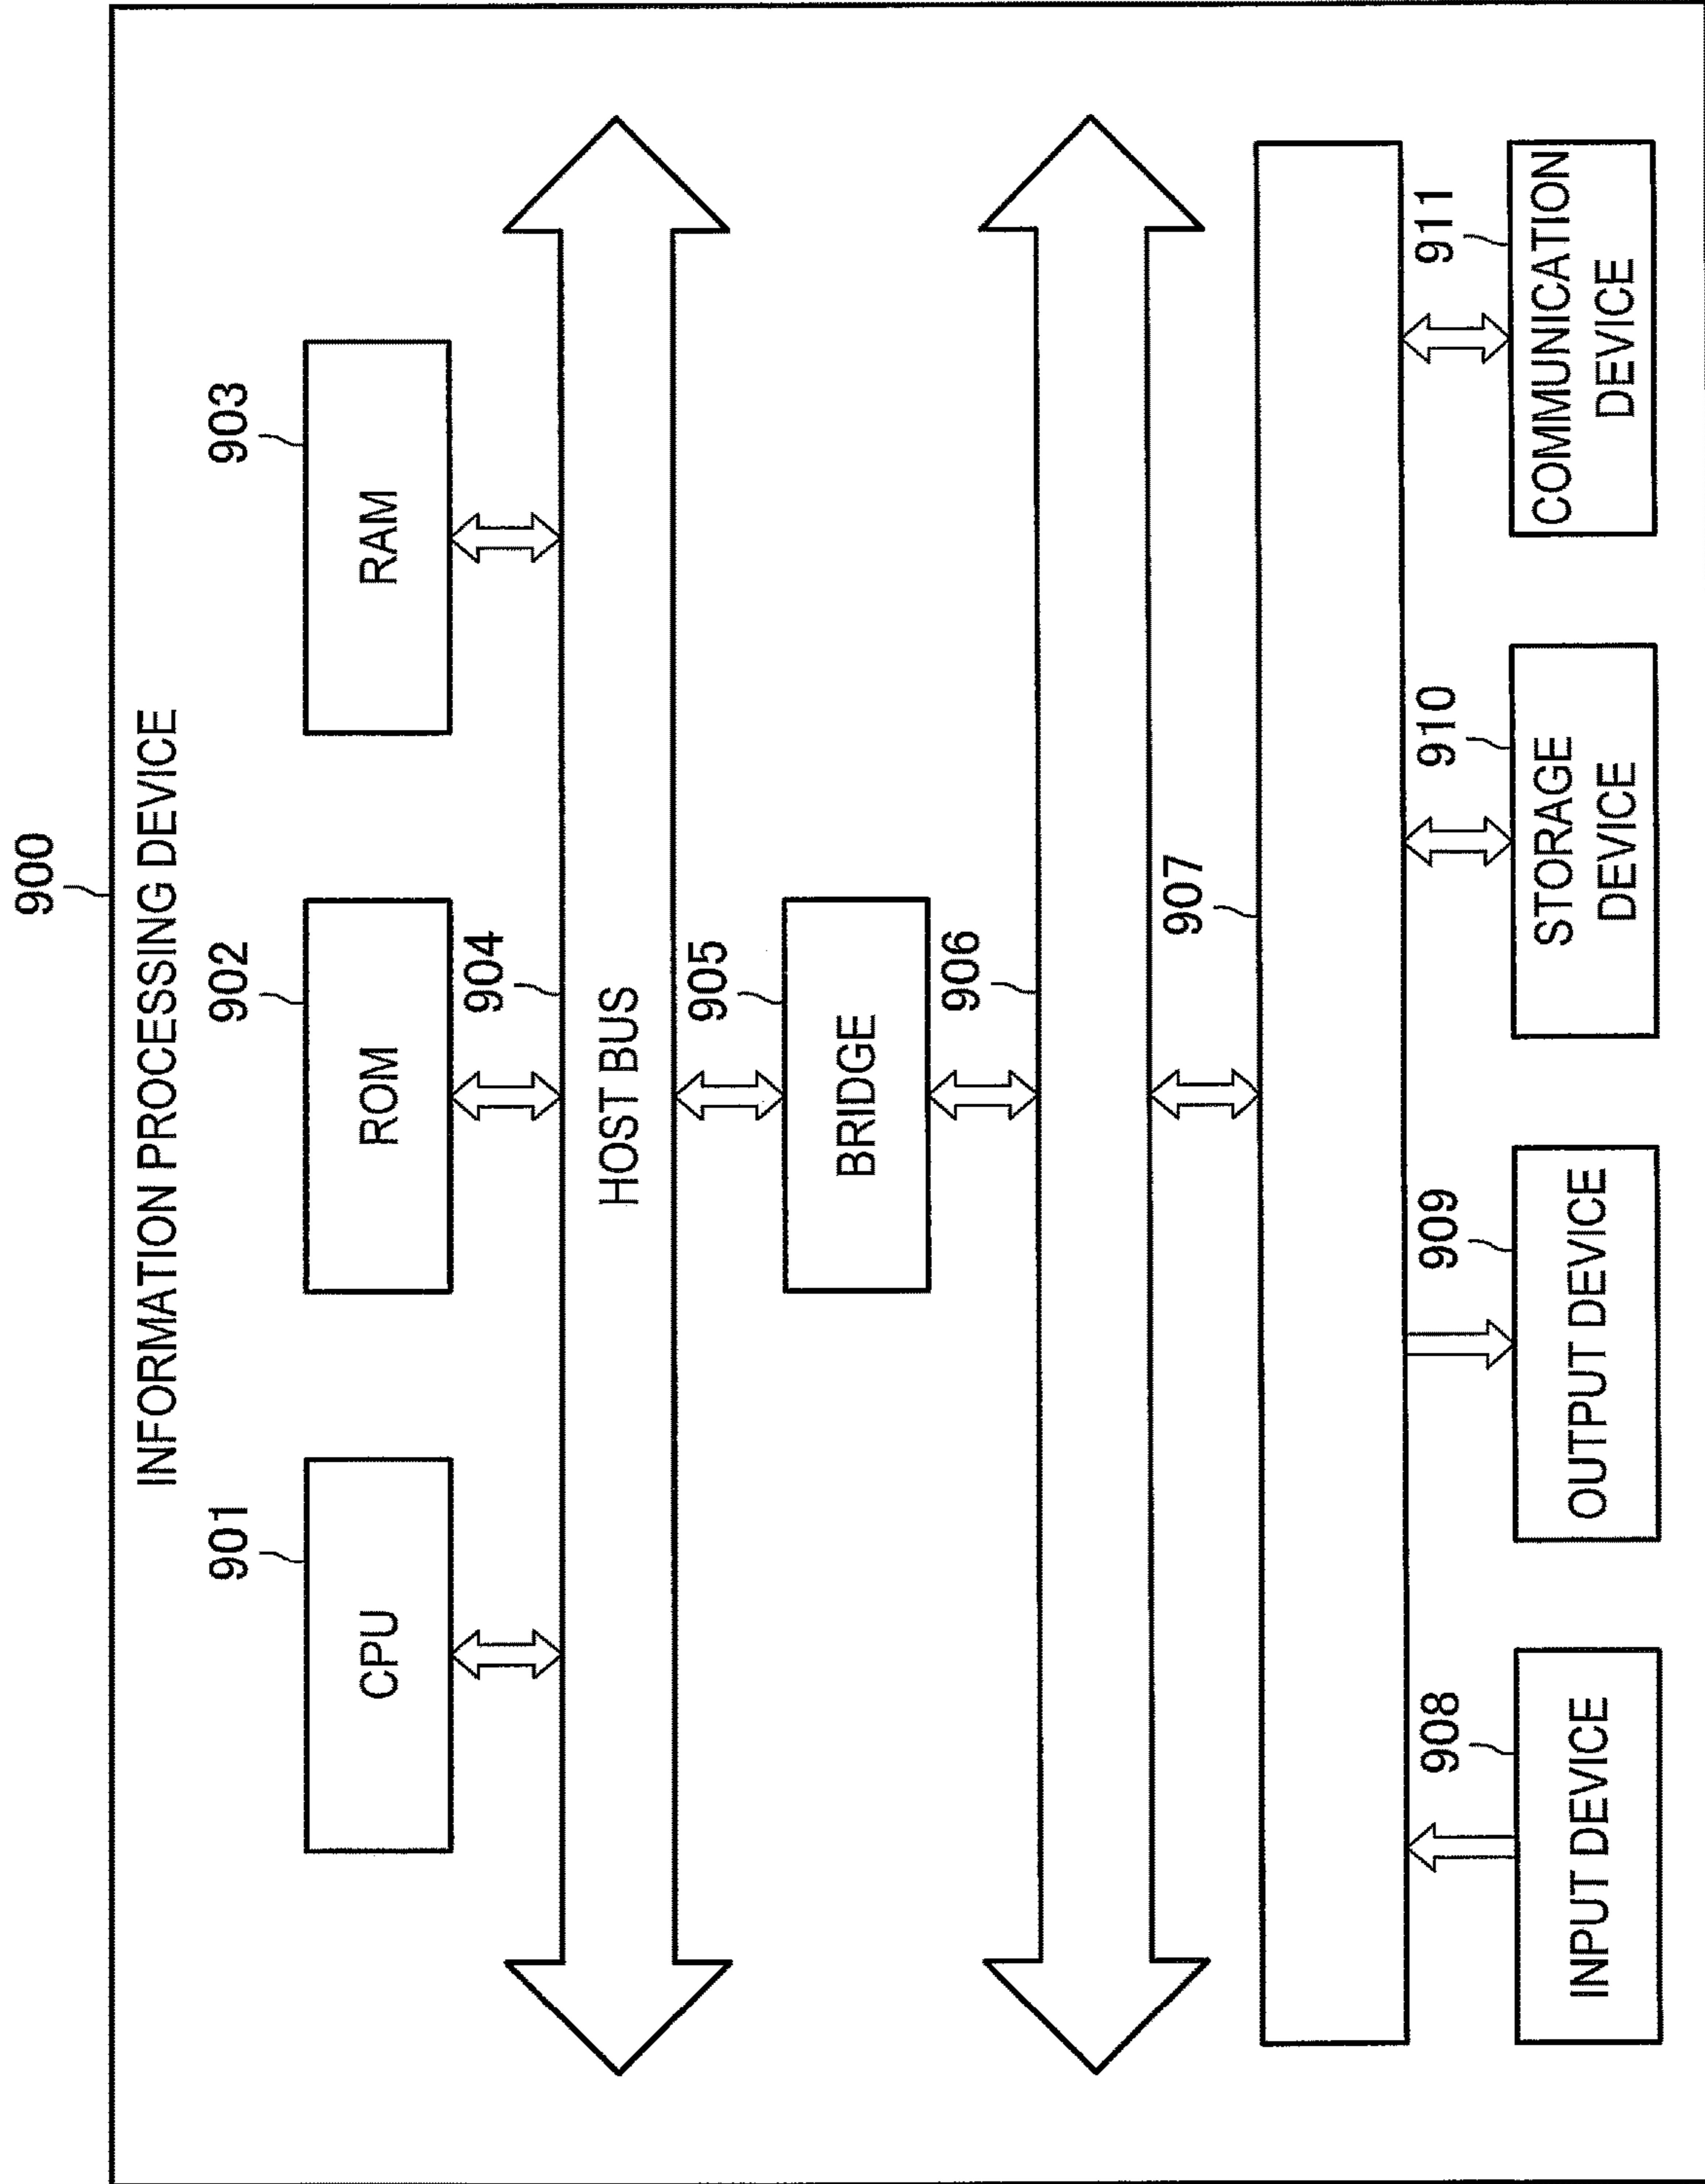 900
INFORMATION PROCESSING DEVICE
901
902
903
CPU
ROM
RAM
904
HOST BUS
905
BRIDGE
906
907
908
909
910
911
INPUT DEVICE
OUTPUT DEVICE
STORAGE
DEVICE
COMMUNICATION
DEVICE